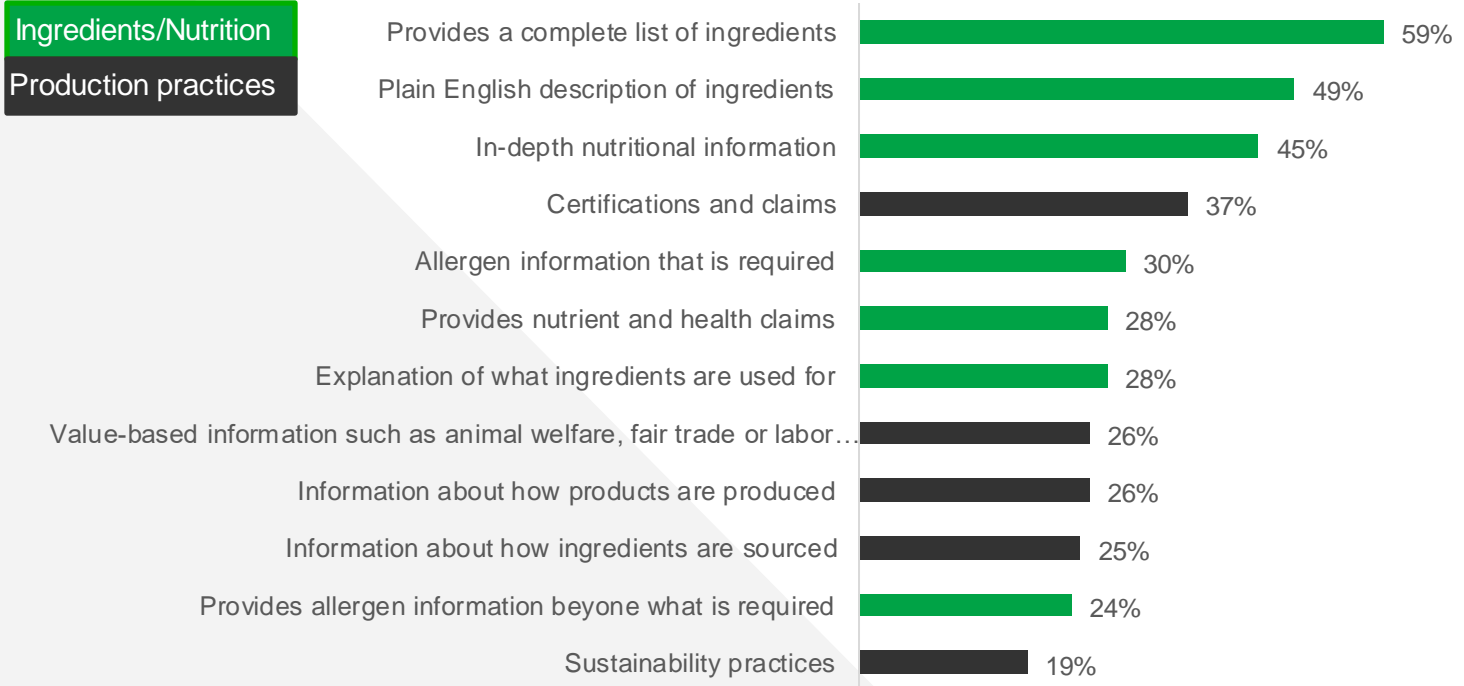 Ingredients/Nutrition
Production practices
Provides a complete list of ingredients 59%
Plain English description of ingredients 49%
In-depth nutritional information 45%
Certifications and claims 37%
Allergen information that is required 30%
Provides nutrient and health claims 28%
Explanation of what ingredients are used for 28%
Value-based information such as animal welfare, fair trade or labor… 26%
Information about how products are produced 26%
Information about how ingredients are sourced 25%
Provides allergen information beyone what is required 24%
Sustainability practices 19%